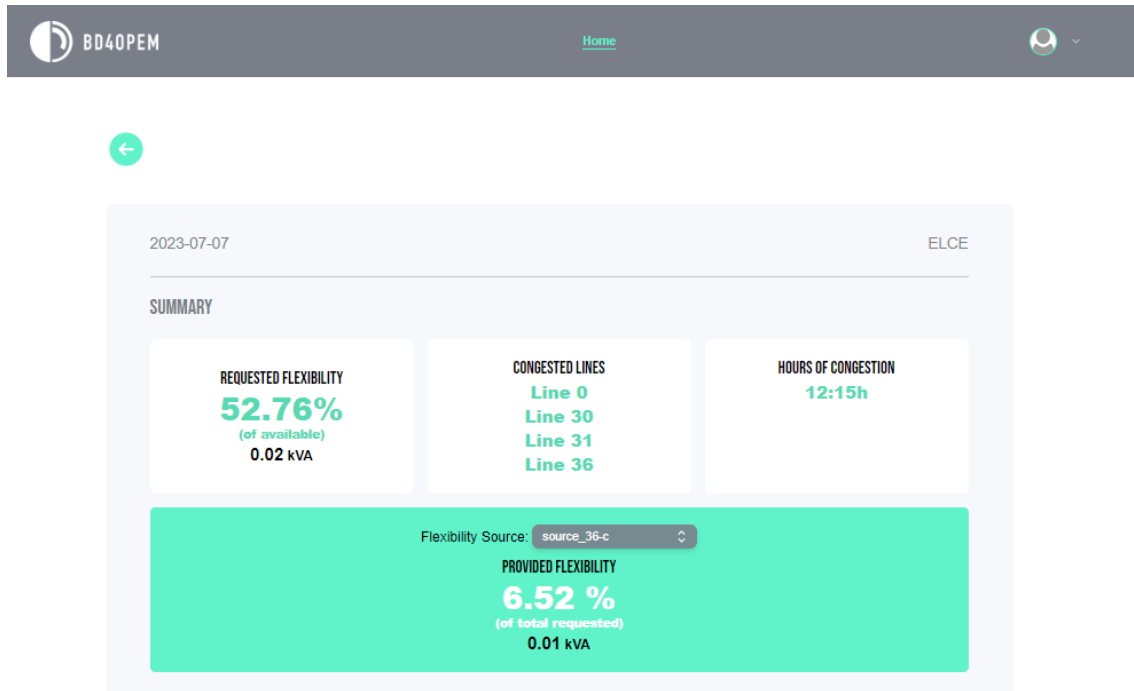 BD4OPEM
Home
2023-07-07
ELCE
SUMMARY
REQUESTED FLEXIBILITY
52.76%
(of available)
0.02 kVA
CONGESTED LINES
Line 0
Line 30
Line 31
Line 36
HOURS OF CONGESTION
12:15h
Flexibility Source: source_36-c
PROVIDED FLEXIBILITY
6.52 %
(of total requested)
0.01 kVA